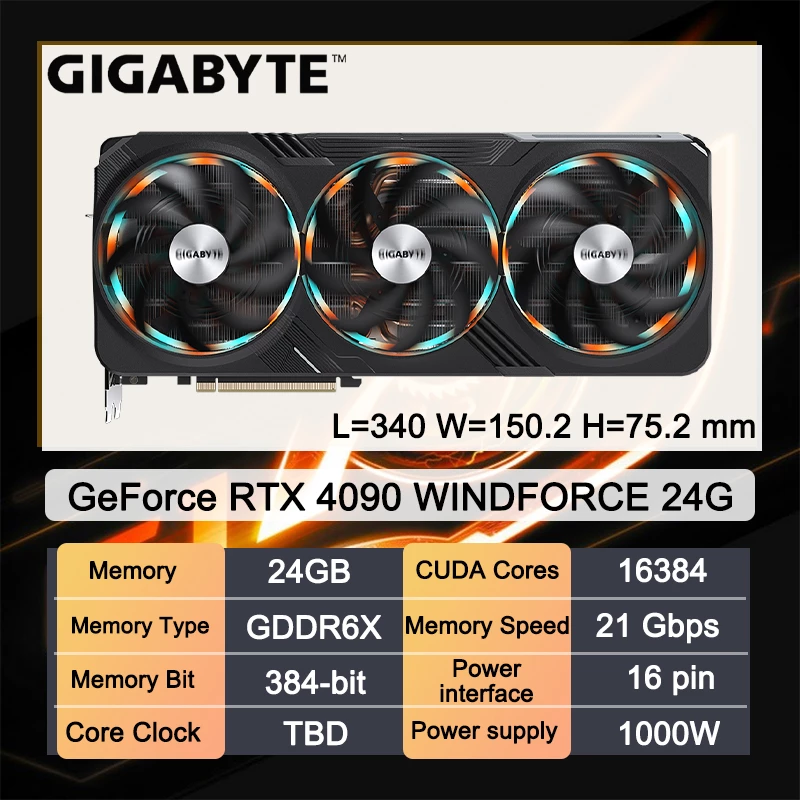 GIGABYTE™
GIGABYTE GIGABYTE GIGABYTE
L=340 W=150.2 H=75.2 mm
GeForce RTX 4090 WINDFORCE 24G
Memory 24GB CUDA Cores 16384
Memory Type GDDR6X Memory Speed 21 Gbps
Memory Bit 384-bit Power interface 16 pin
Core Clock TBD Power supply 1000W